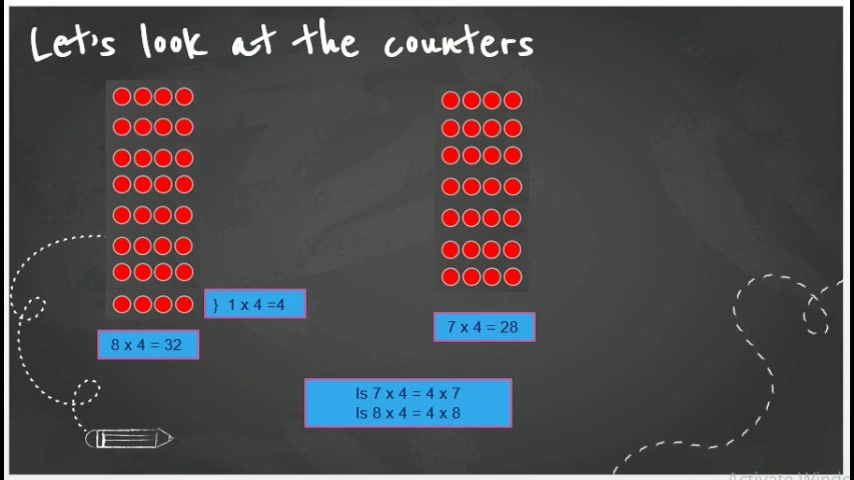 Let's look at the counters
} 1 x 4 =4
8 x 4 = 32
7 x 4 = 28
Is 7 x 4 = 4 x 7
Is 8 x 4 = 4 x 8